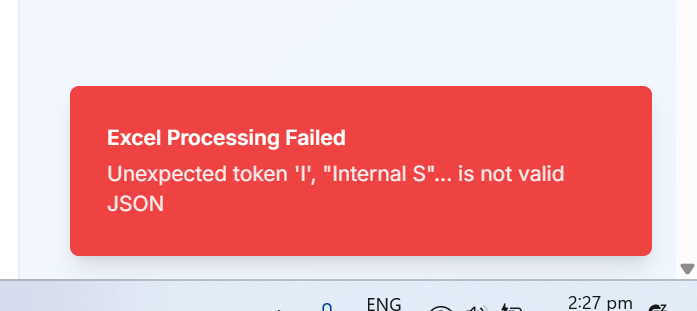 Excel Processing Failed
Unexpected token 'I', "Internal S"... is not valid
JSON
ENG
2:27 pm